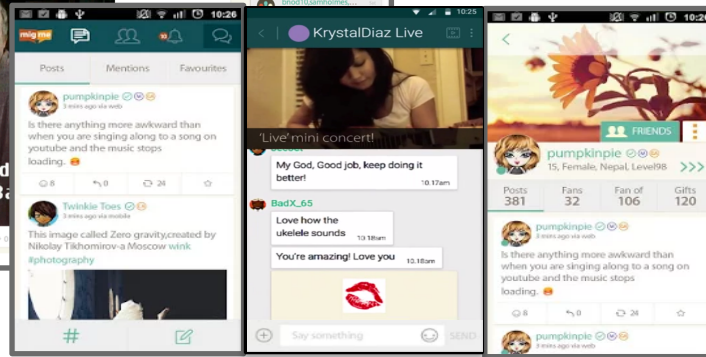 10:26
migme
10
Posts Mentions Favourites
pumpkinpie
3 mins ago via web
Is there anything more awkward than
when you are singing along to a song on
youtube and the music stops
loading.
8 0 24
Twinkie Toes
3 mins ago via mobile
This image called Zero gravity,created by
Nikolay Tikhomirov-a Moscow wink
#photography
#
10:25
KrystalDiaz Live
'Live' mini concert!
My God, Good job, keep doing it
better!
10.17am
BadX_65
Love how the
ukelele sounds
10.18am
You're amazing! Love you
10.18am
Say something SEND
FRIENDS
pumpkinpie
15, Female, Nepal, Level98 >>>
Posts Fans Fan of Gifts
381 32 106 120
pumpkinpie
3 mins ago via web
Is there anything more awkward than
when you are singing along to a song on
youtube and the music stops
loading.
8 0 24
pumpkinpie
3 mins ago via web